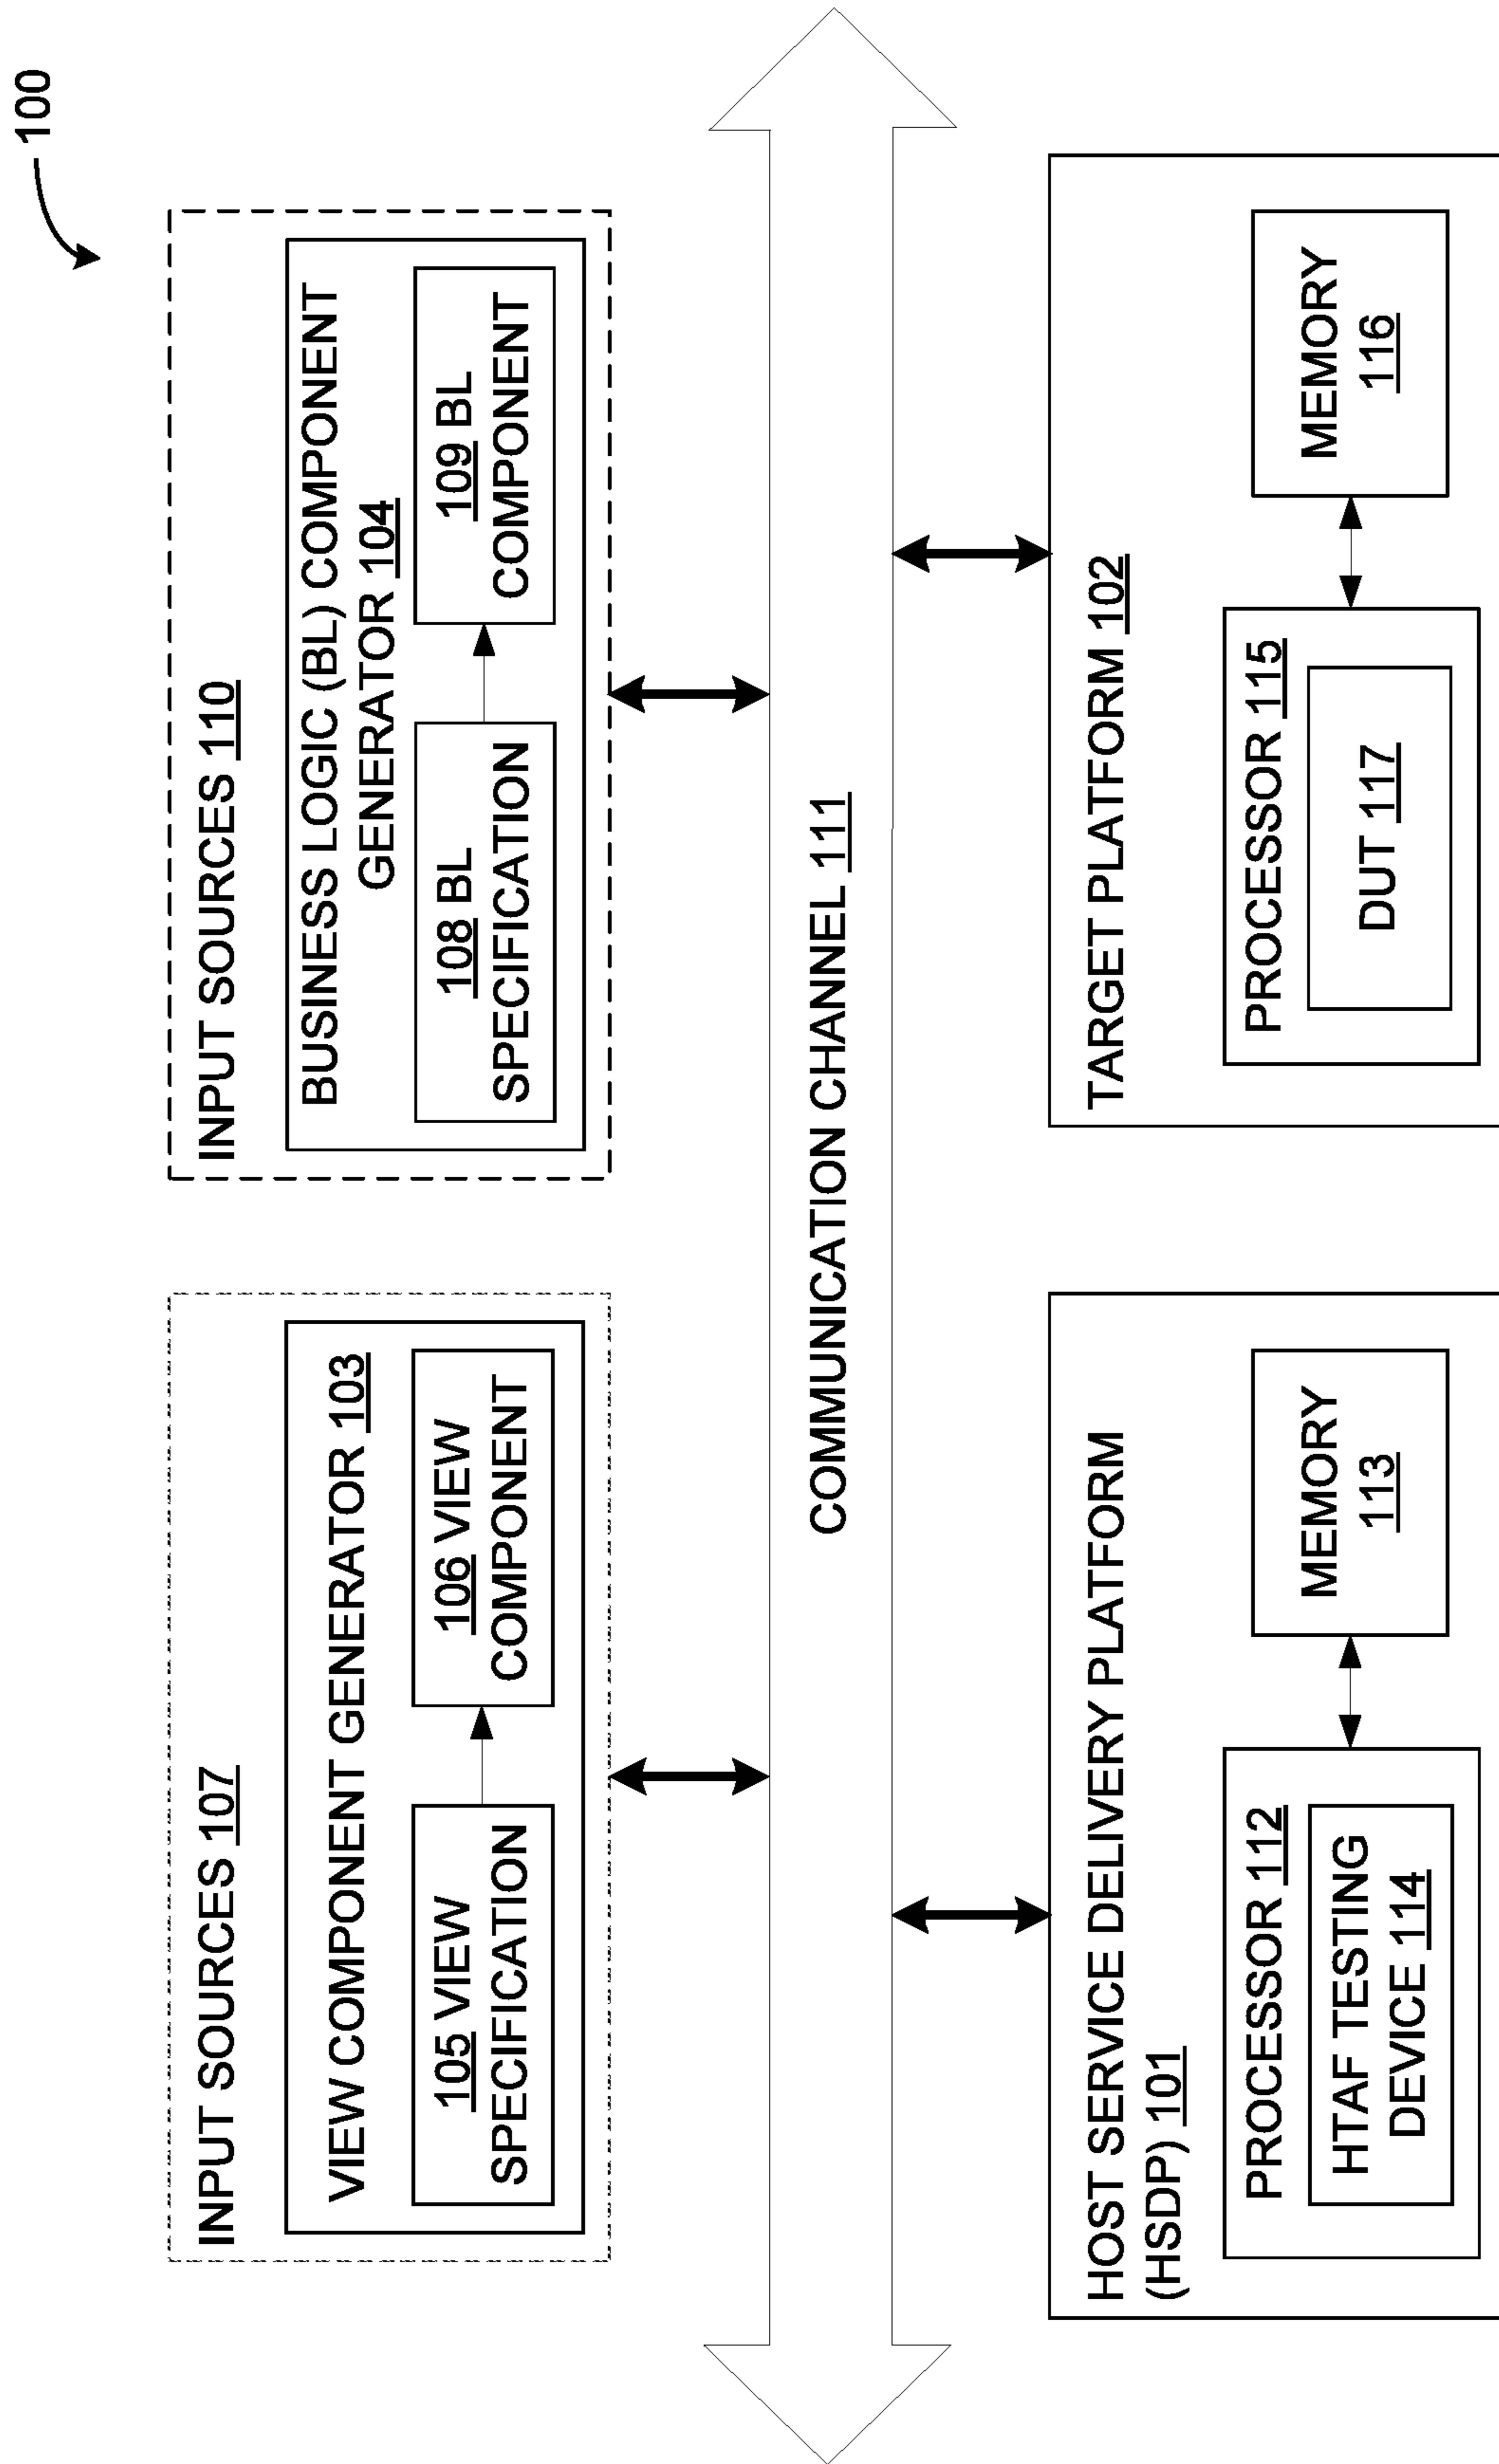 100
INPUT SOURCES 107
VIEW COMPONENT GENERATOR 103
105 VIEW
SPECIFICATION
106 VIEW
COMPONENT
INPUT SOURCES 110
BUSINESS LOGIC (BL) COMPONENT
GENERATOR 104
108 BL
SPECIFICATION
109 BL
COMPONENT
COMMUNICATION CHANNEL 111
HOST SERVICE DELIVERY PLATFORM
(HSDP) 101
PROCESSOR 112
HTAF TESTING
DEVICE 114
MEMORY
113
TARGET PLATFORM 102
PROCESSOR 115
DUT 117
MEMORY
116